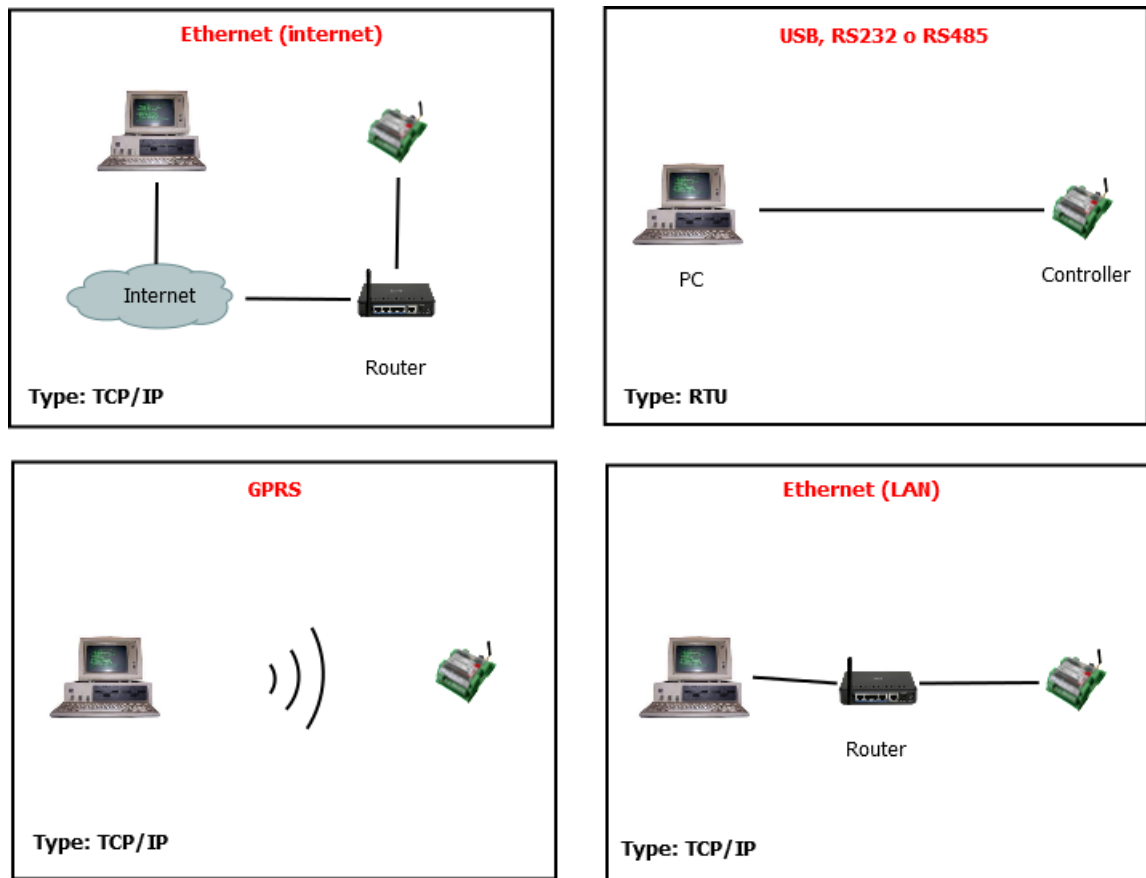 Ethernet (internet)
Internet
Router
Type: TCP/IP
USB, RS232 o RS485
PC
Controller
Type: RTU
GPRS
Type: TCP/IP
Ethernet (LAN)
Router
Type: TCP/IP